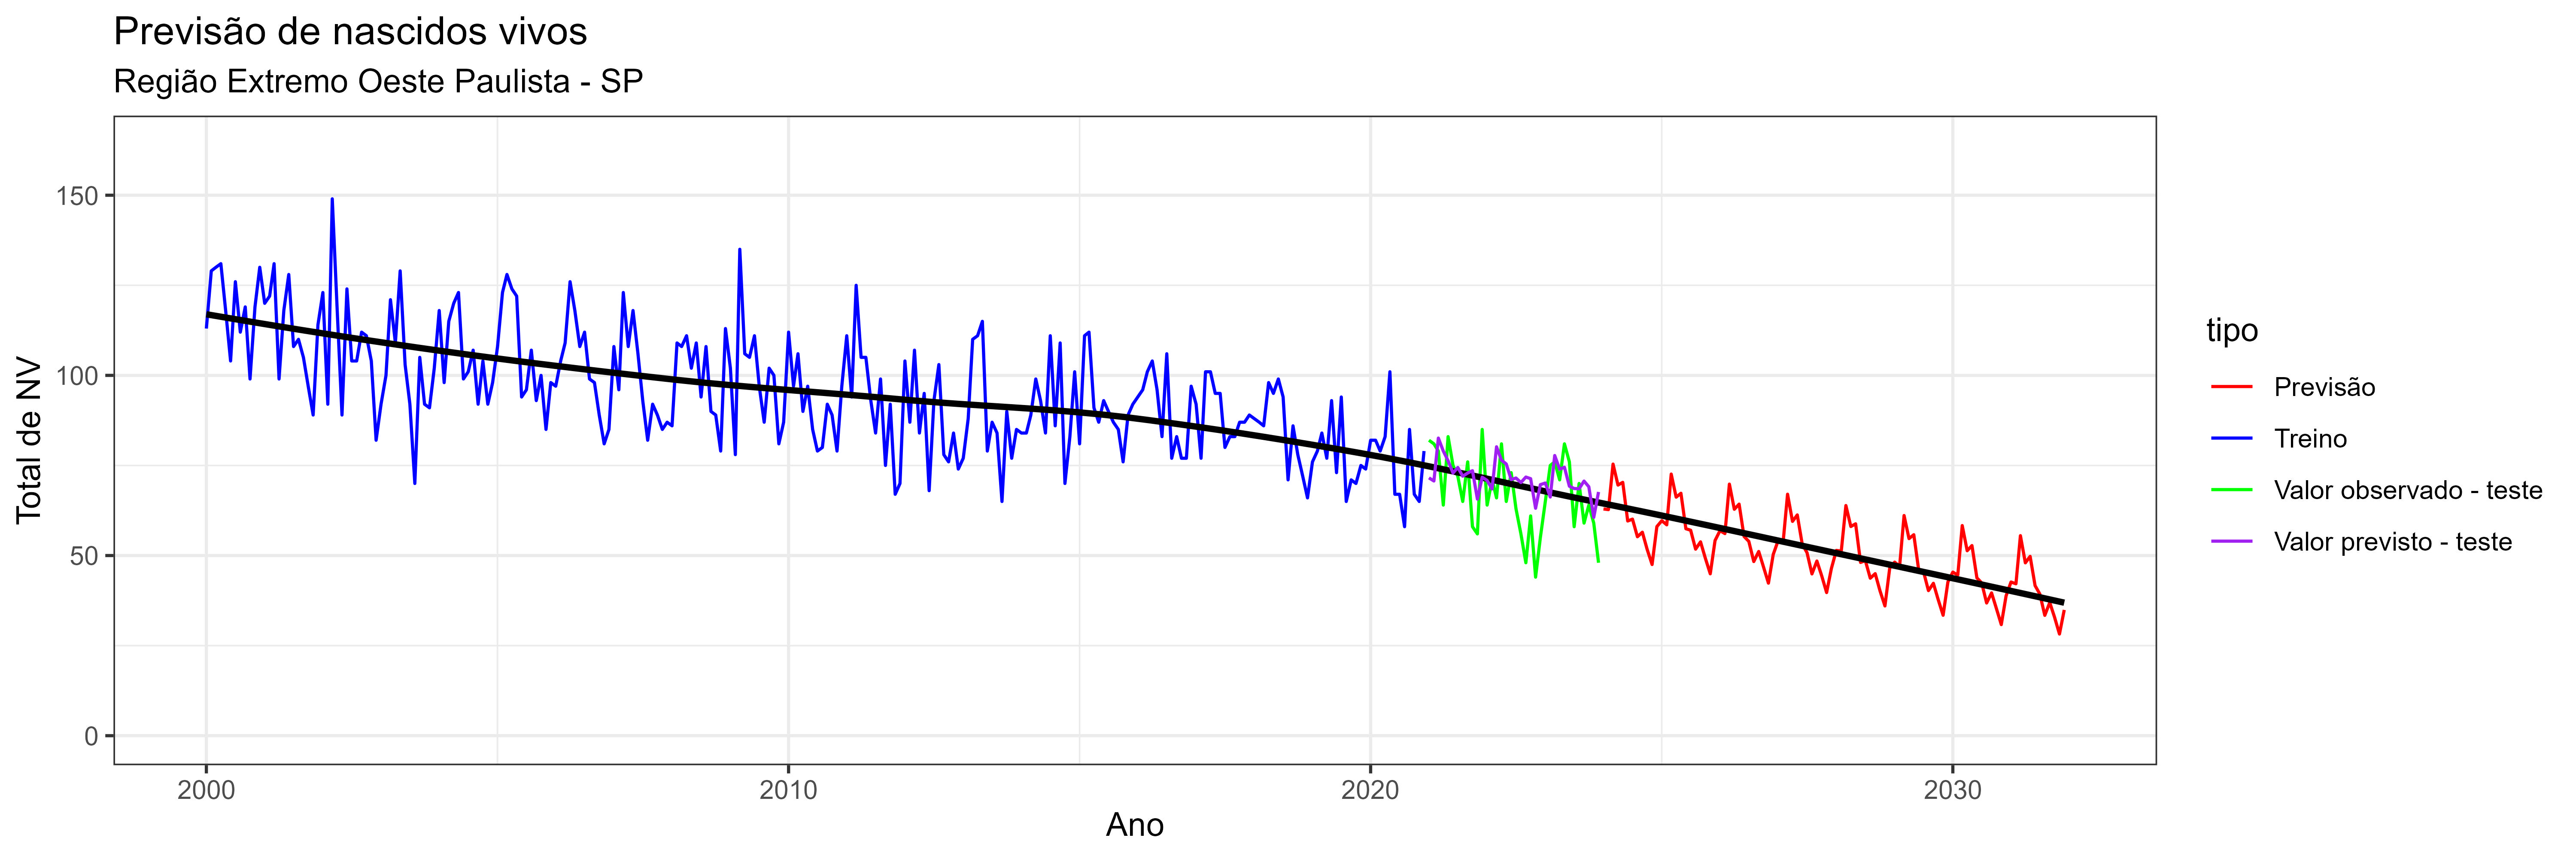 Previsão de nascidos vivos
Região Extremo Oeste Paulista - SP
Total de NV
150
100
50
0
2000
2010
2020
2030
Ano
tipo
Previsão
Treino
Valor observado - teste
Valor previsto - teste